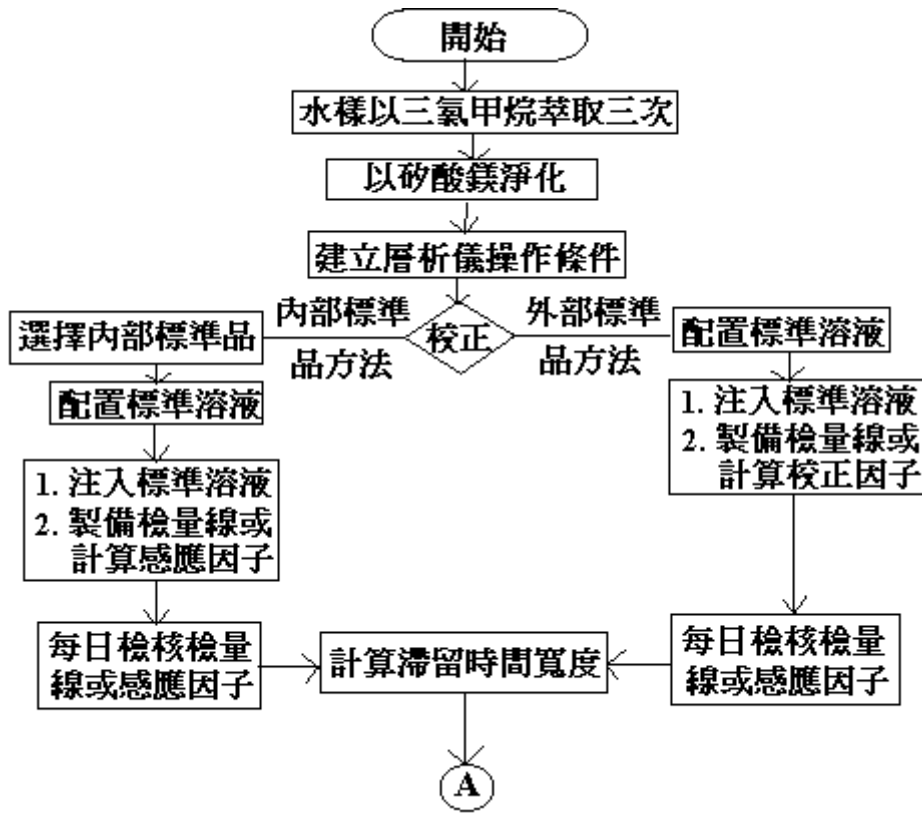 開始
水樣以三氯甲烷萃取三次
以矽酸鎂淨化
建立層析儀操作條件
內部標準
品方法
校正
外部標準
品方法
選擇內部標準品
配置標準溶液
1. 注入標準溶液
2. 製備檢量線或
計算感應因子
每日檢核檢量
線或感應因子
配置標準溶液
1. 注入標準溶液
2. 製備檢量線或
計算校正因子
每日檢核檢量
線或感應因子
計算滯留時間寬度
A